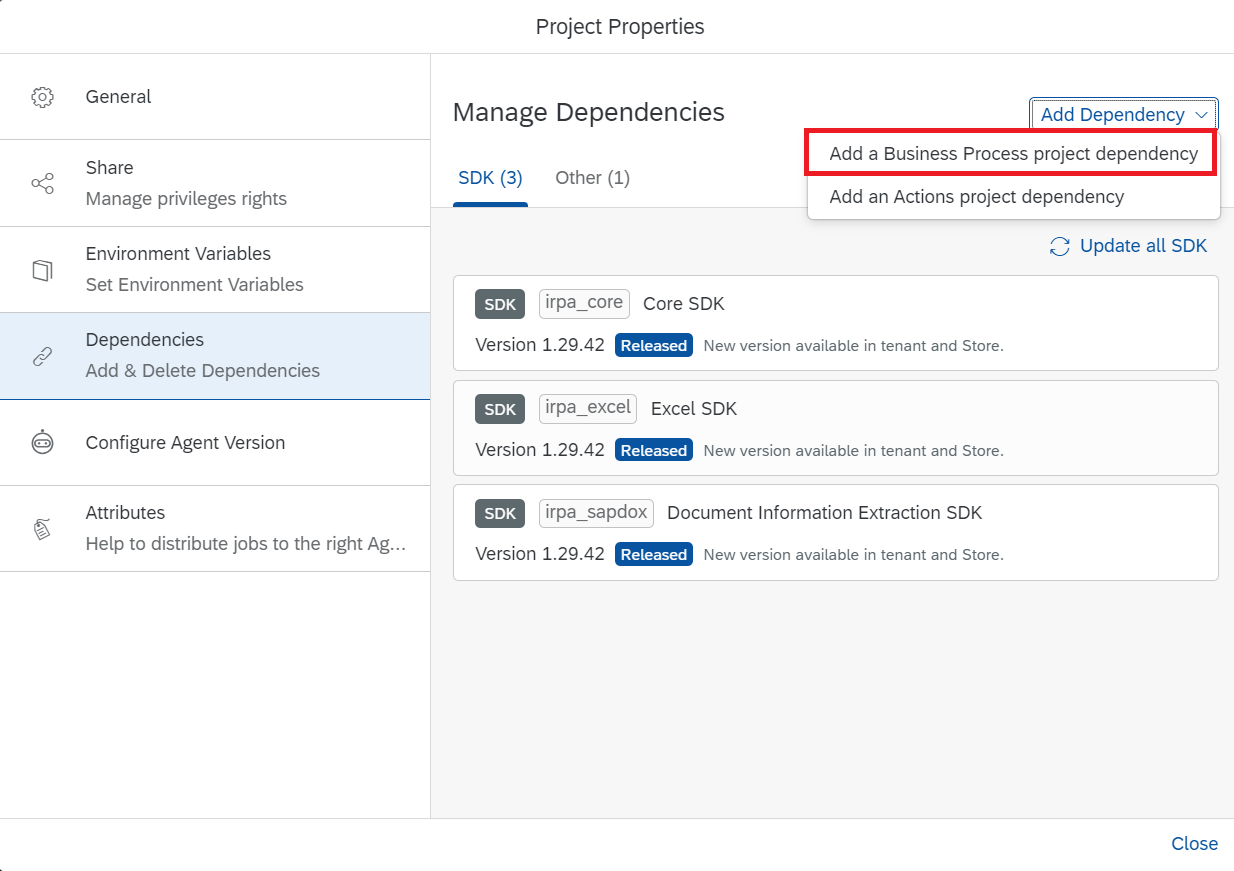 Project Properties
General
Share
Manage privileges rights
Environment Variables
Set Environment Variables
Dependencies
Add & Delete Dependencies
Configure Agent Version
Attributes
Help to distribute jobs to the right Ag...
Manage Dependencies
Add Dependency
Add a Business Process project dependency
Add an Actions project dependency
SDK (3) Other (1)
Update all SDK
SDK irpa_core Core SDK
Version 1.29.42 Released New version available in tenant and Store.
SDK irpa_excel Excel SDK
Version 1.29.42 Released New version available in tenant and Store.
SDK irpa_sapdox Document Information Extraction SDK
Version 1.29.42 Released New version available in tenant and Store.
Close